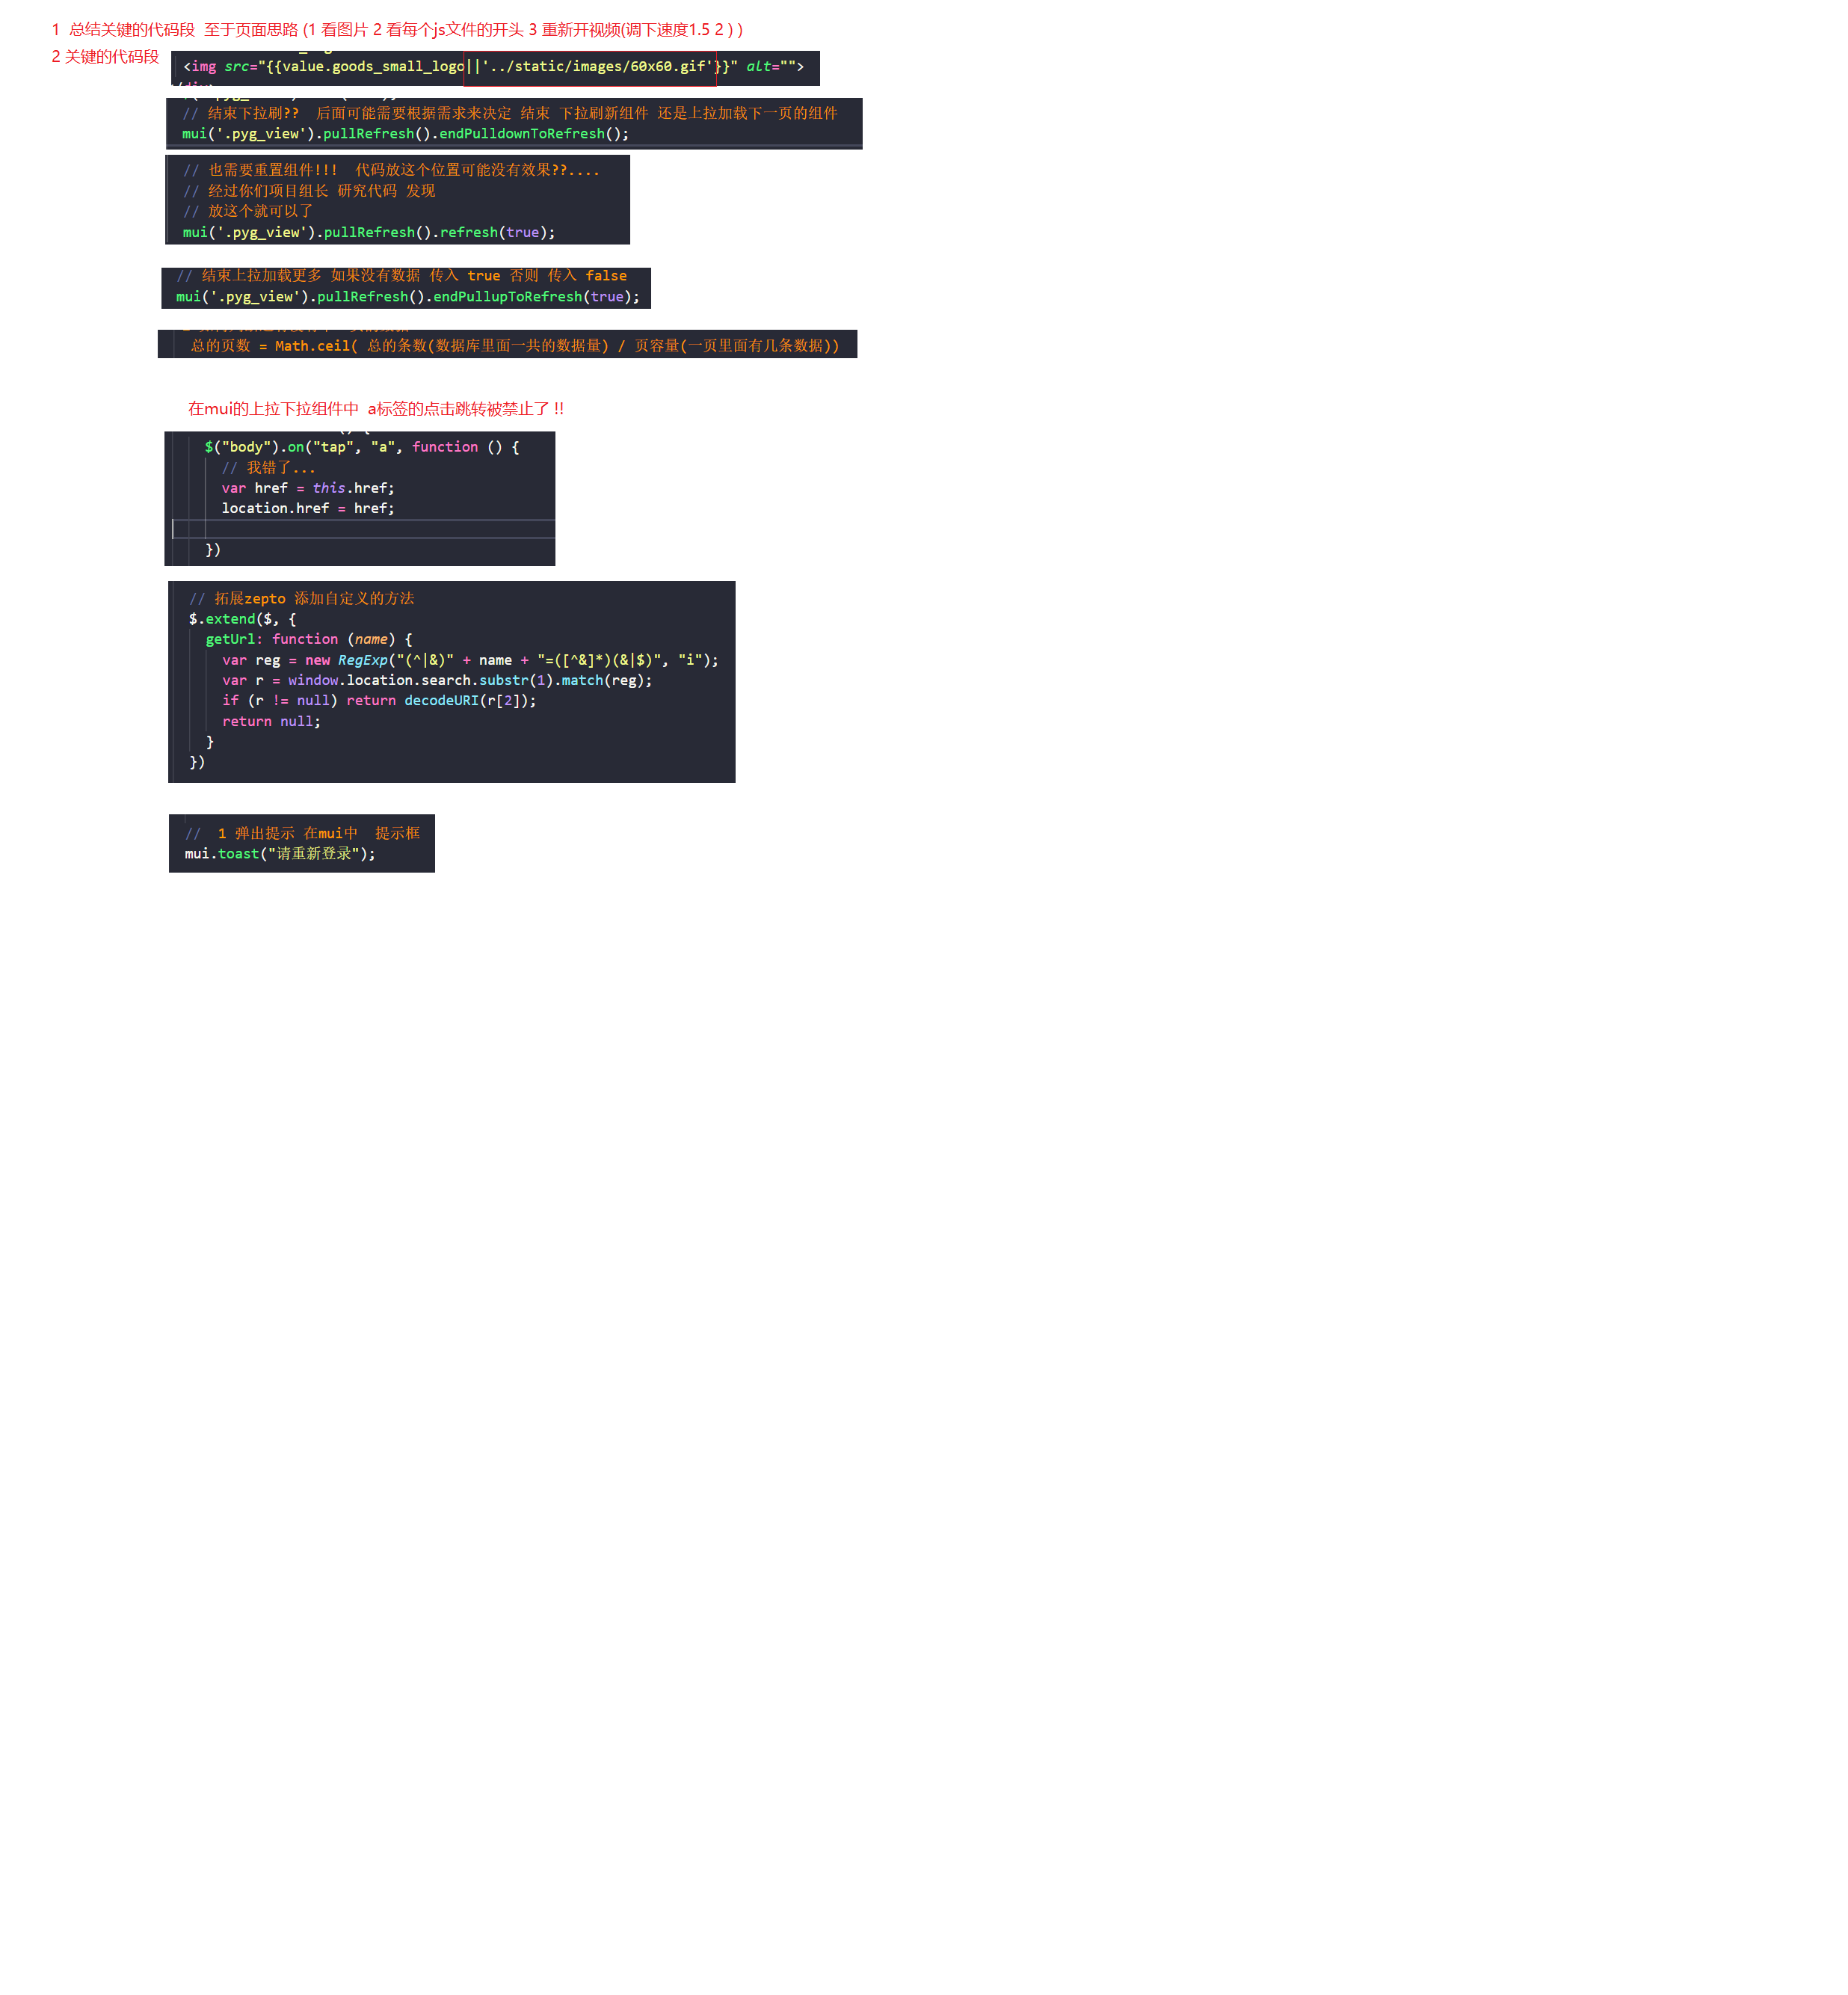 1 总结关键的代码段 至于页面思路 (1 看图片 2 看每个js文件的开头 3 重新开视频(调下速度1.5 2 ) )
2 关键的代码段
<img src="{{value.goods_small_logo||'../static/images/60x60.gif'}}" alt="">
// 结束下拉刷?? 后面可能需要根据需求来决定 结束 下拉刷新组件 还是上拉加载下一页的组件
mui('.pyg_view').pullRefresh().endPulldownToRefresh();
// 也需要重置组件!!! 代码放这个位置可能没有效果??....
// 经过你们项目组长 研究代码 发现
// 放这个就可以了
mui('.pyg_view').pullRefresh().refresh(true);
// 结束上拉加载更多 如果没有数据 传入 true 否则 传入 false
mui('.pyg_view').pullRefresh().endPullupToRefresh(true);
总的页数 = Math.ceil( 总的条数(数据库里面一共的数据量) / 页容量(一页里面有几条数据))
在mui的上拉下拉组件中 a标签的点击跳转被禁止了 !!
$("body").on("tap", "a", function () {
// 我错了...
var href = this.href;
location.href = href;
})
// 拓展zepto 添加自定义的方法
$.extend($, {
getUrl: function (name) {
var reg = new RegExp("(^|&)" + name + "=([^&]*)(&|$)", "i");
var r = window.location.search.substr(1).match(reg);
if (r != null) return decodeURI(r[2]);
return null;
}
})
// 1 弹出提示 在mui中 提示框
mui.toast("请重新登录");